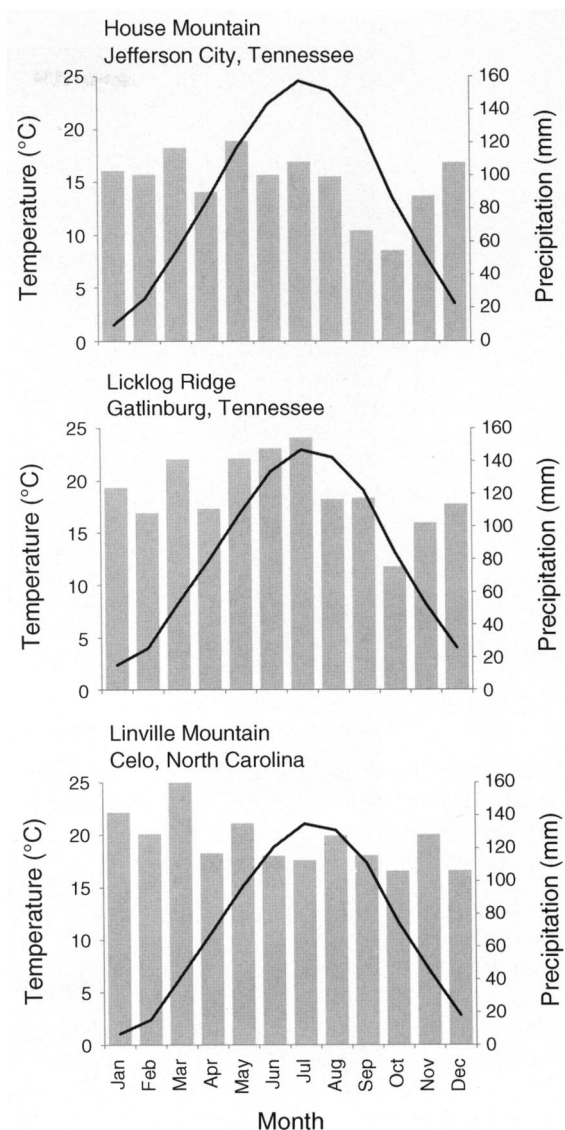 House Mountain
Jefferson City, Tennessee
25
20
15
10
5
0
Temperature (°C)
160
140
120
100
80
60
40
20
0
Precipitation (mm)
Licklog Ridge
Gatlinburg, Tennessee
25
20
15
10
5
0
Temperature (°C)
160
140
120
100
80
60
40
20
0
Precipitation (mm)
Linville Mountain
Celo, North Carolina
25
20
15
10
5
0
Temperature (°C)
160
140
120
100
80
60
40
20
0
Precipitation (mm)
Jan
Feb
Mar
Apr
May
Jun
Jul
Aug
Sep
Oct
Nov
Dec
Month